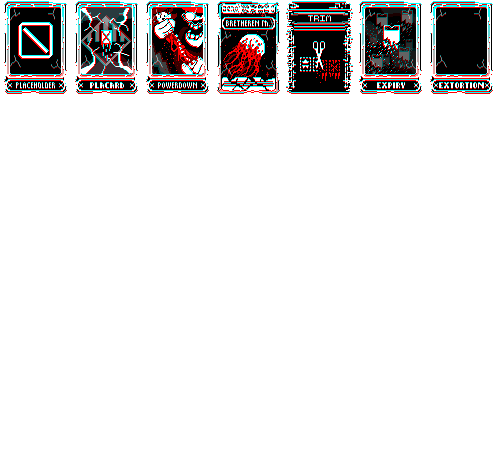 PLACEHOLDER
PLACARD
POWERDOWN
BRETHEREN M.
TRIM
EXPIRY
EXTORTION